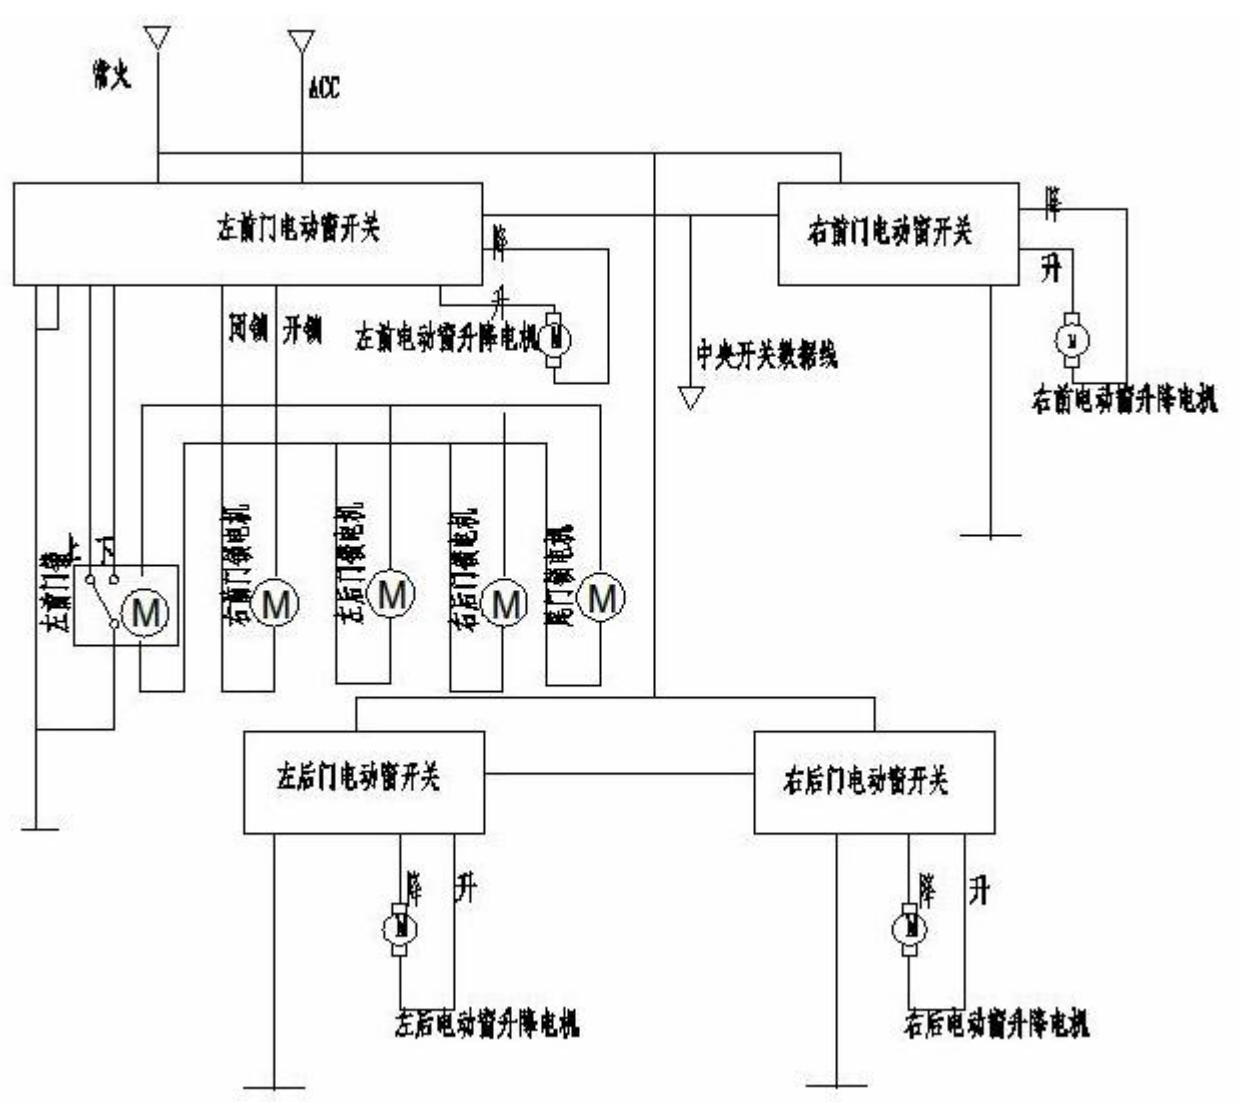 常火
ACC
左前门电动窗开关
右前门电动窗开关
降
升
降
升
闭锁
开锁
左前电动窗升降电机
M
中央开关数据线
M
右前电动窗升降电机
左前门锁
M
右前门锁电机
M
左后门锁电机
M
右后门锁电机
M
尾门锁电机
M
左后门电动窗开关
右后门电动窗开关
降
升
M
左后电动窗升降电机
降
升
M
右后电动窗升降电机